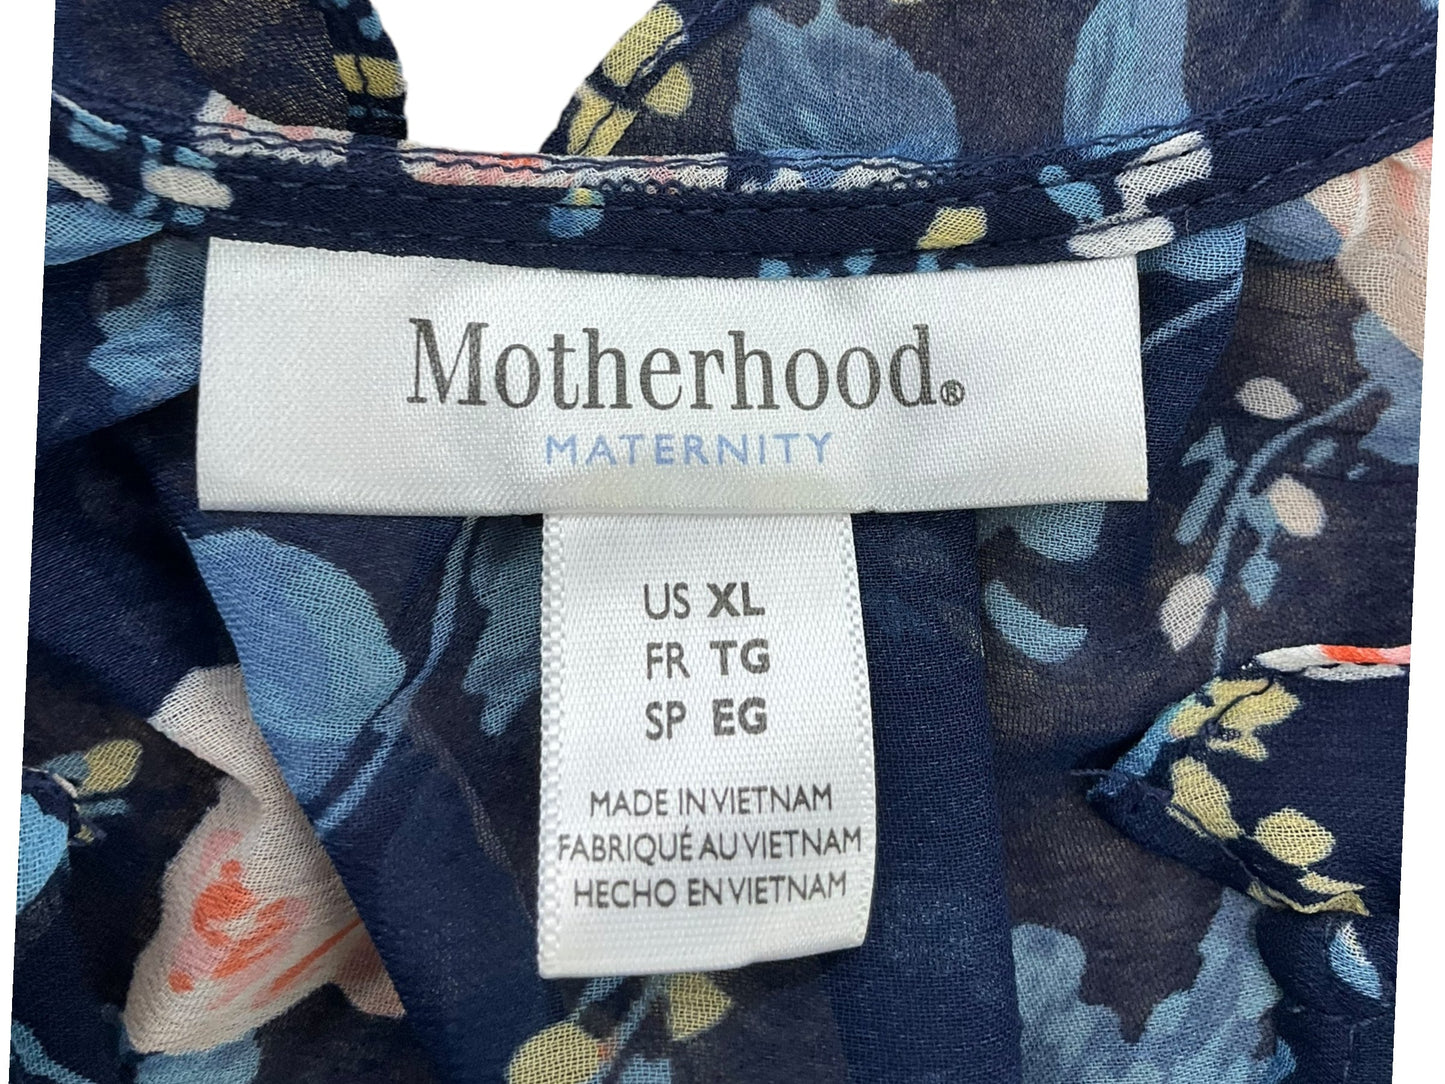 Motherhood®
MATERNITY
US XL
FR TG
SP EG
MADE IN VIETNAM
FABRIQUÉ AU VIETNAM
HECHO EN VIETNAM